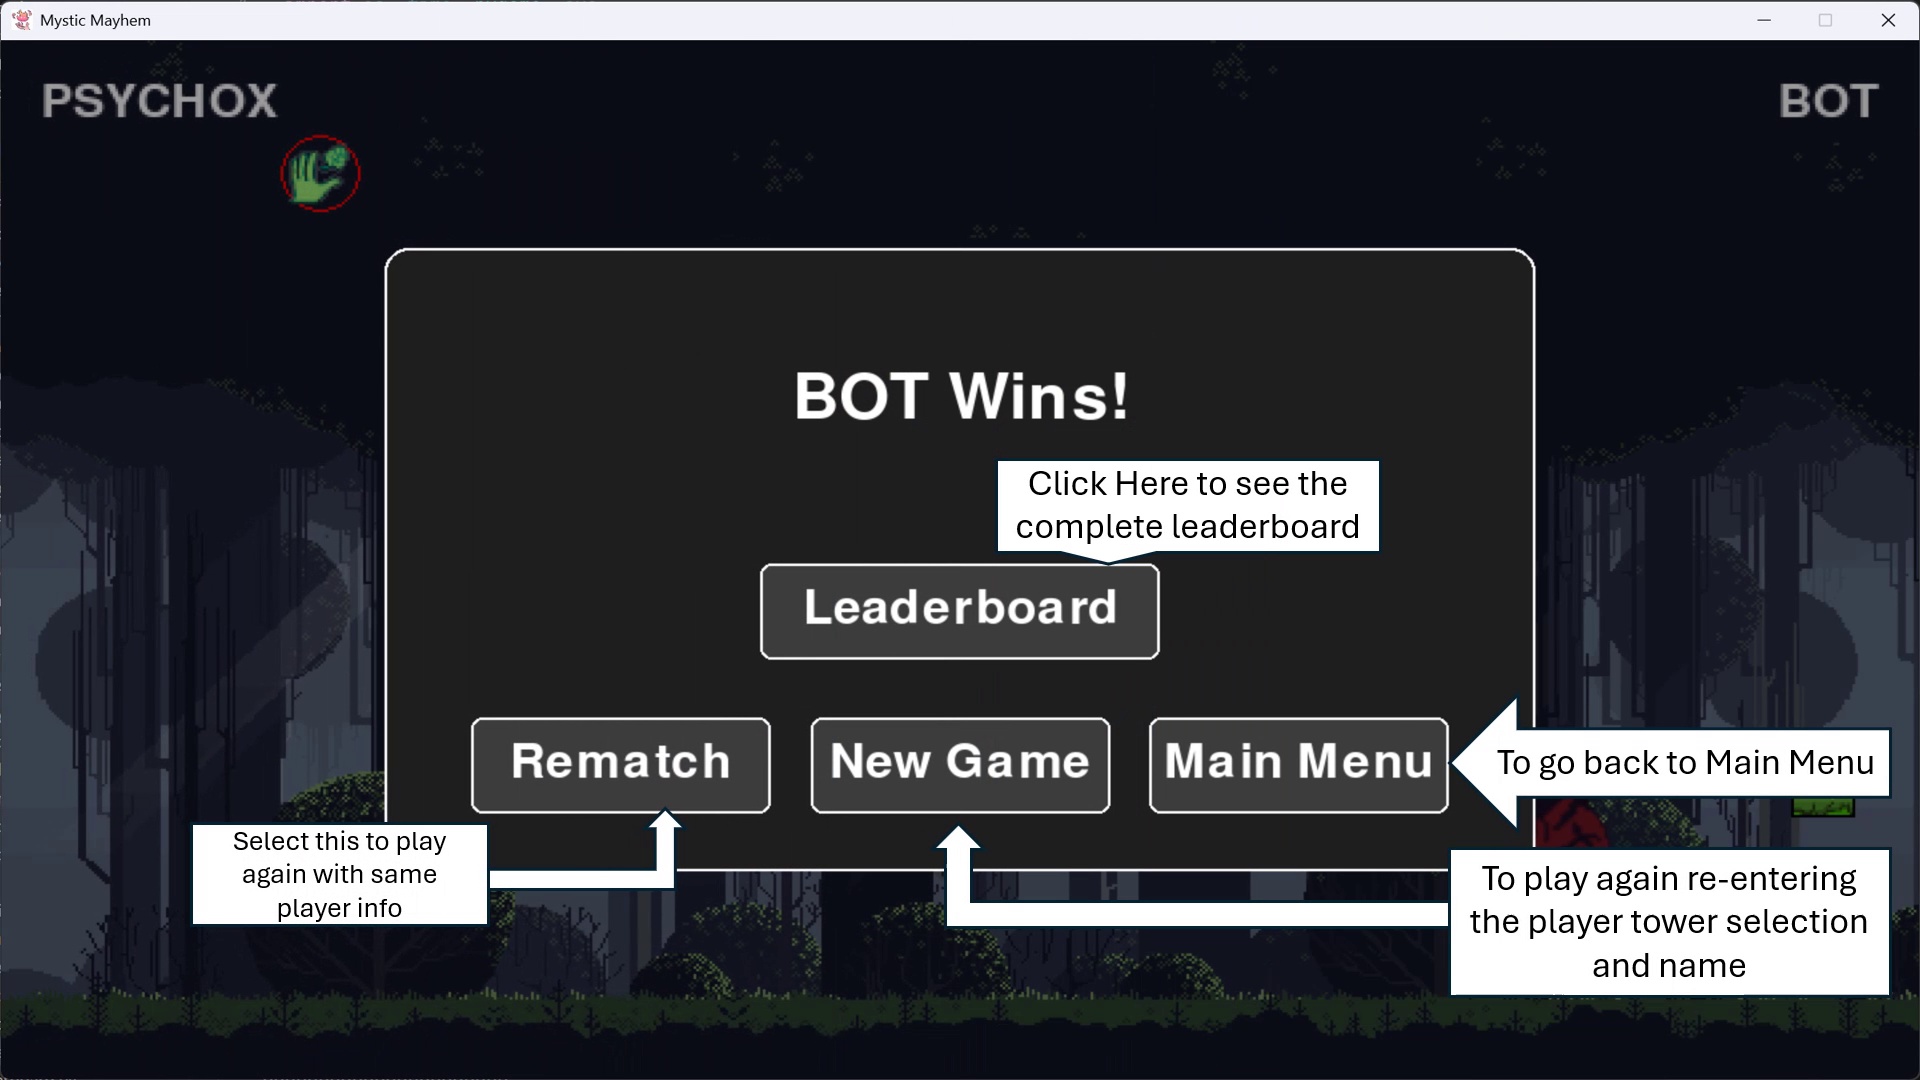 Mystic Mayhem
PSYCHOX
BOT
BOT Wins!
Click Here to see the
complete leaderboard
Leaderboard
Rematch
New Game
Main Menu
To go back to Main Menu
Select this to play
again with same
player info
To play again re-entering
the player tower selection
and name